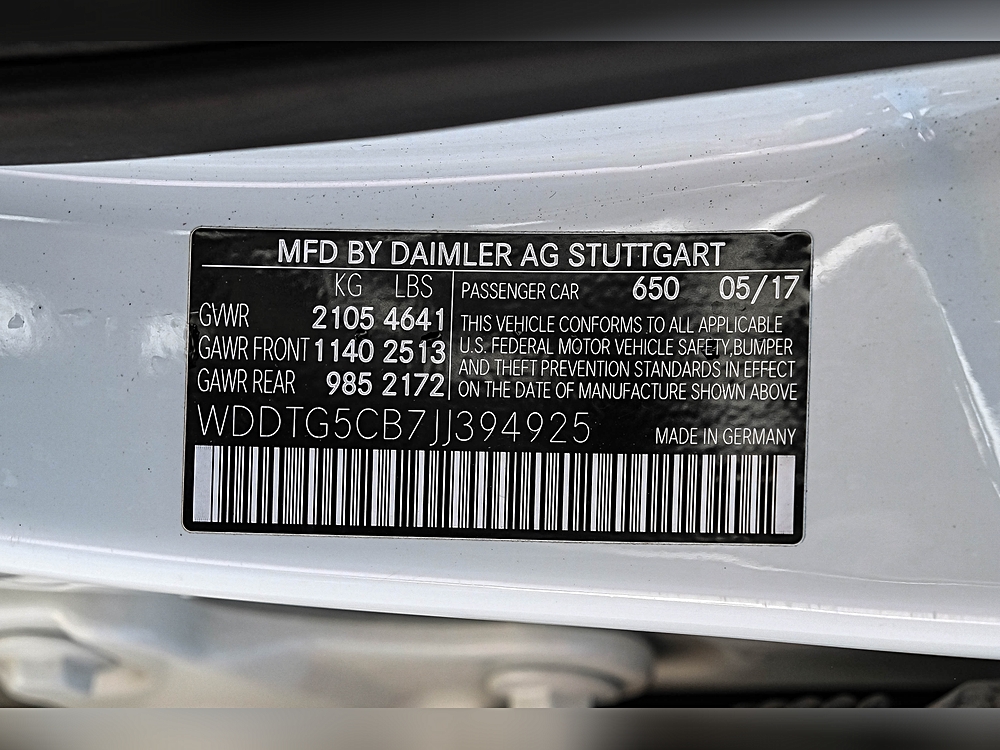 MFD BY DAIMLER AG STUTTGART
KG LBS
GVWR 2105 4641
GAWR FRONT 1140 2513
GAWR REAR 985 2172
PASSENGER CAR 650 05/17
THIS VEHICLE CONFORMS TO ALL APPLICABLE
U.S. FEDERAL MOTOR VEHICLE SAFETY,BUMPER
AND THEFT PREVENTION STANDARDS IN EFFECT
ON THE DATE OF MANUFACTURE SHOWN ABOVE
WDDTG5CB7JJ394925
MADE IN GERMANY